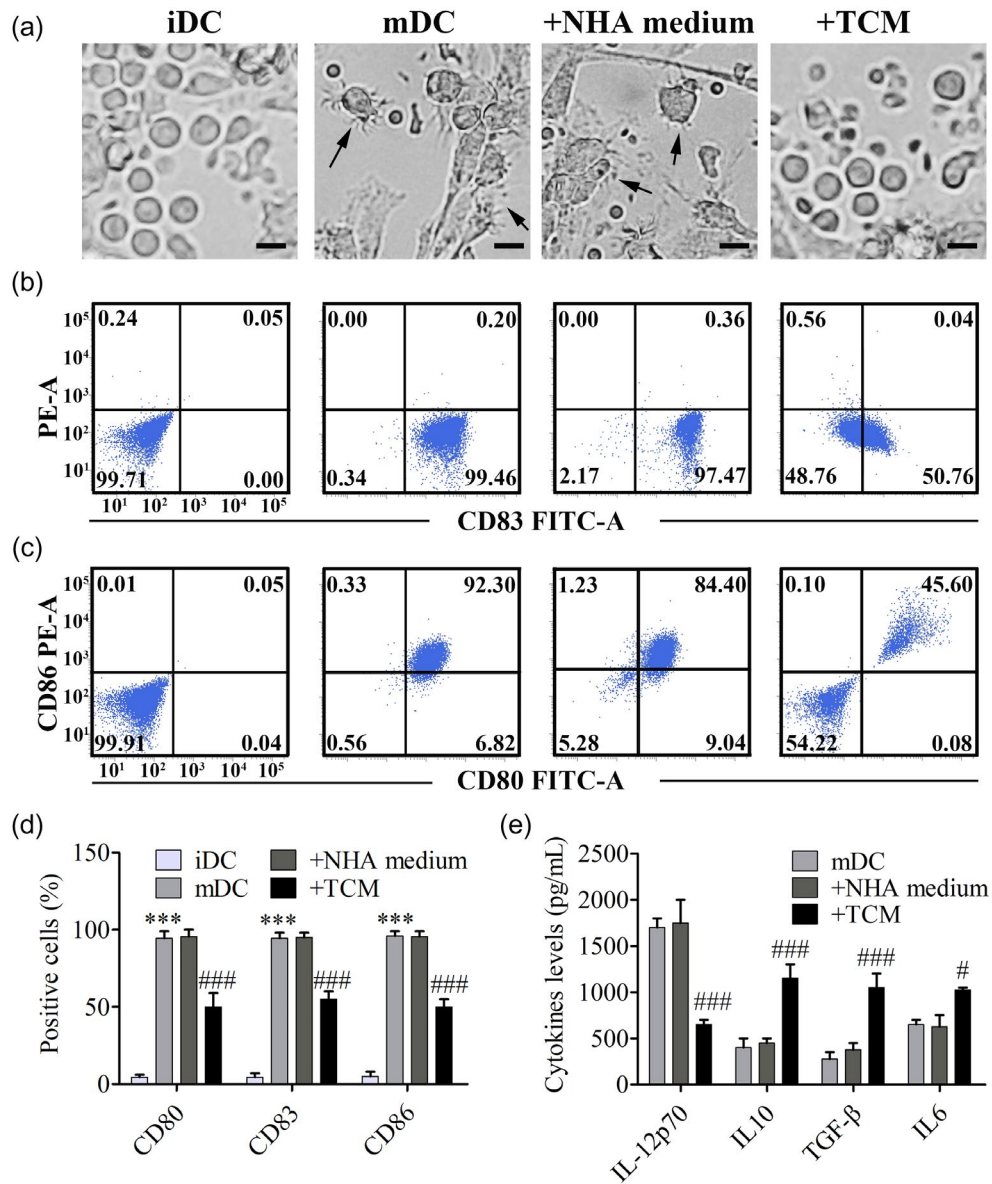 (a)
iDC mDC +NHA medium +TCM
(b)
0.24 0.05 0.00 0.20 0.00 0.36 0.56 0.04
10⁵
10⁴
10³
10²
10¹
PE-A
99.71 0.00 0.34 99.46 2.17 97.47 48.76 50.76
10¹ 10² 10³ 10⁴ 10⁵
CD83 FITC-A
(c)
0.01 0.05 0.33 92.30 1.23 84.40 0.10 45.60
10⁵
10⁴
10³
10²
10¹
CD86 PE-A
99.91 0.04 0.56 6.82 5.28 9.04 54.22 0.08
10¹ 10² 10³ 10⁴ 10⁵
CD80 FITC-A
(d)
Positive cells (%)
150
100
50
0
iDC +NHA medium
mDC +TCM
*** *** ***
### ### ###
CD80 CD83 CD86
(e)
Cytokines levels (pg/mL)
2500
2000
1500
1000
500
0
mDC
+NHA medium
+TCM
### ### ### #
IL-12p70 IL10 TGF-β IL6